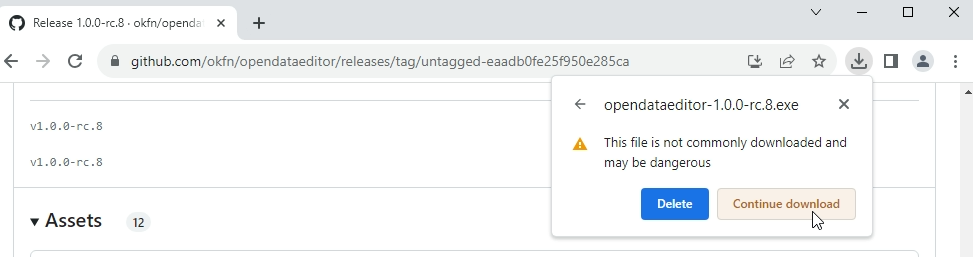 Release 1.0.0-rc.8 · okfn/openda
github.com/okfn/opendataeditor/releases/tag/untagged-eaadb0fe25f950e285ca
opendataeditor-1.0.0-rc.8.exe
This file is not commonly downloaded and
may be dangerous
Delete
Continue download
v1.0.0-rc.8
v1.0.0-rc.8
Assets 12